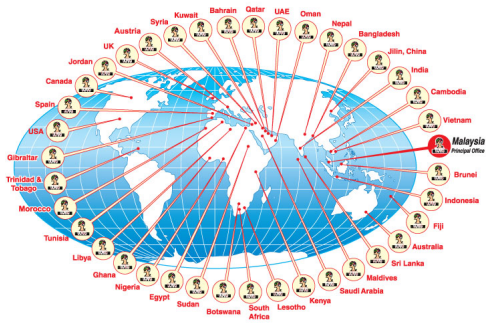 Bahrain
Qatar
UAE
Oman
Kuwait
Nepal
Syria
Bangladesh
Austria
Jilin, China
UK
India
Jordan
Cambodia
Canada
Vietnam
Spain
USA
Malaysia
Principal Office
Gibraltar
Brunei
Trinidad &
Tobago
Indonesia
Morocco
Fiji
Tunisia
Australia
Libya
Sri Lanka
Ghana
Maldives
Nigeria
Saudi Arabia
Egypt
Kenya
Sudan
Lesotho
Botswana
South
Africa